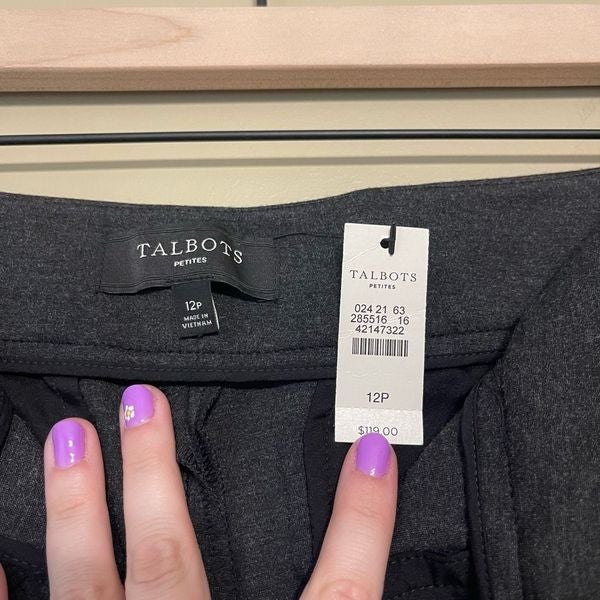 TALBOTS
PETITES
12P
MADE IN
VIETNAM
TALBOTS
PETITES
024 21 63
285516 16
42147322
12P
$119.00